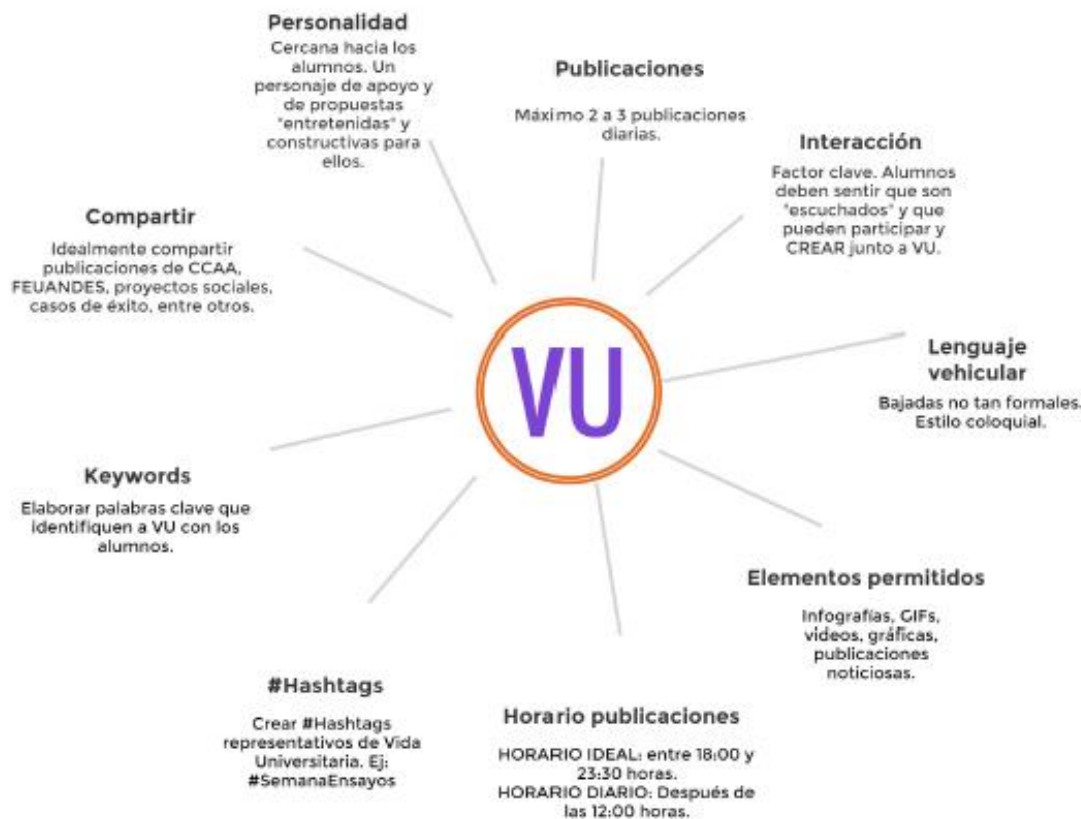 Personalidad
Cercana hacia los
alumnos. Un
personaje de apoyo y
de propuestas
"entretenidas" y
constructivas para
ellos.
Publicaciones
Máximo 2 a 3 publicaciones
diarias.
Interacción
Factor clave. Alumnos
deben sentir que son
"escuchados" y que
pueden participar y
CREAR junto a VU.
Compartir
Idealmente compartir
publicaciones de CCAA,
FEUANDES, proyectos sociales,
casos de éxito, entre otros.
VU
Lenguaje
vehicular
Bajadas no tan formales.
Estilo coloquial.
Keywords
Elaborar palabras clave que
identifiquen a VU con los
alumnos.
Elementos permitidos
Infografías, GIFs,
videos, gráficas,
publicaciones
noticiosas.
#Hashtags
Crear #Hashtags
representativos de Vida
Universitaria. Ej:
#SemanaEnsayos
Horario publicaciones
HORARIO IDEAL: entre 18:00 y
23:30 horas.
HORARIO DIARIO: Después de
las 12:00 horas.